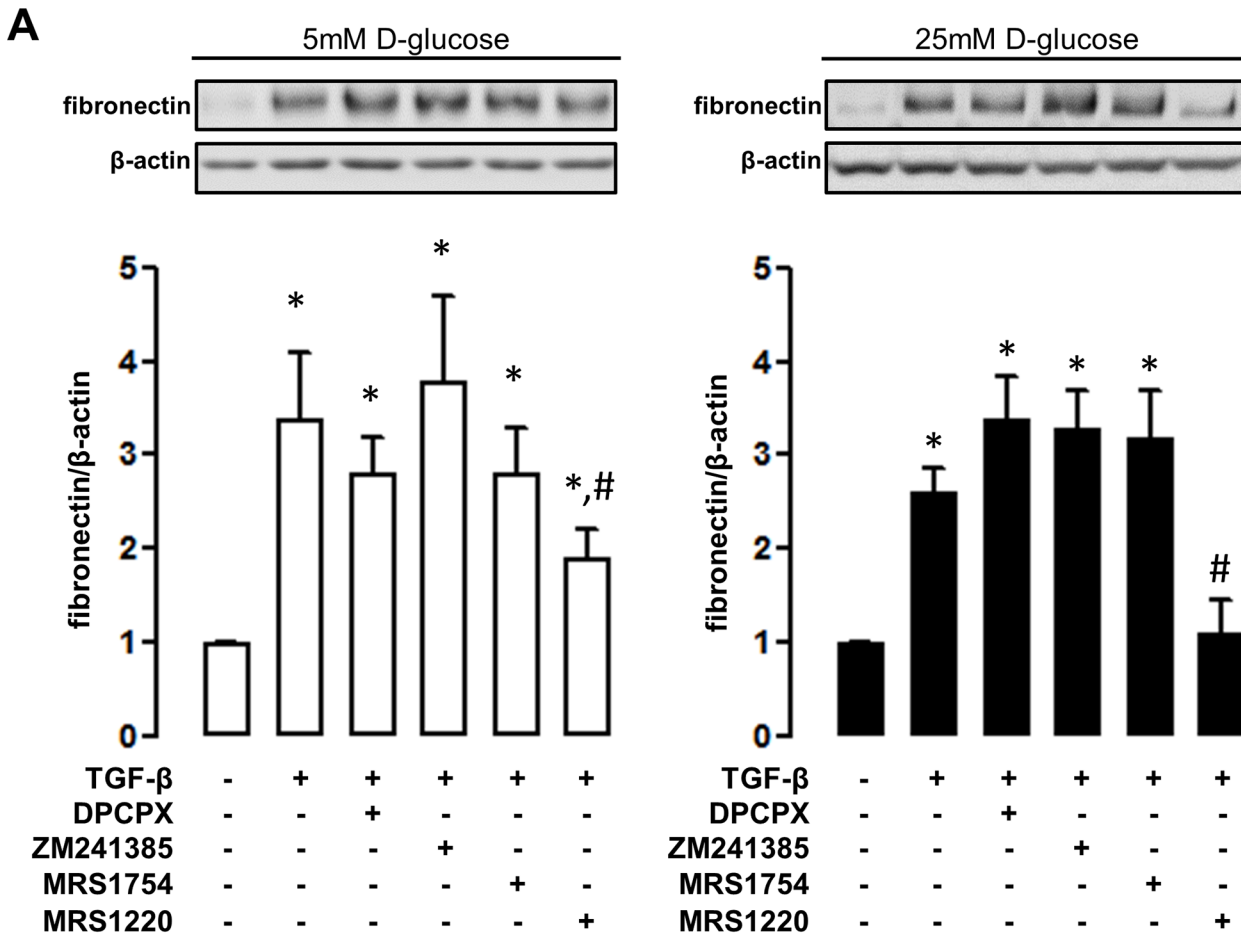 A
5mM D-glucose
fibronectin
β-actin
*
*
*
*
*,#
5
4
3
2
1
0
fibronectin/β-actin
TGF-β - + + + + +
DPCPX - - + - - -
ZM241385 - - - + - -
MRS1754 - - - - + -
MRS1220 - - - - - +
25mM D-glucose
fibronectin
β-actin
*
*
*
*
#
5
4
3
2
1
0
fibronectin/β-actin
TGF-β - + + + + +
DPCPX - - + - - -
ZM241385 - - - + - -
MRS1754 - - - - + -
MRS1220 - - - - - +